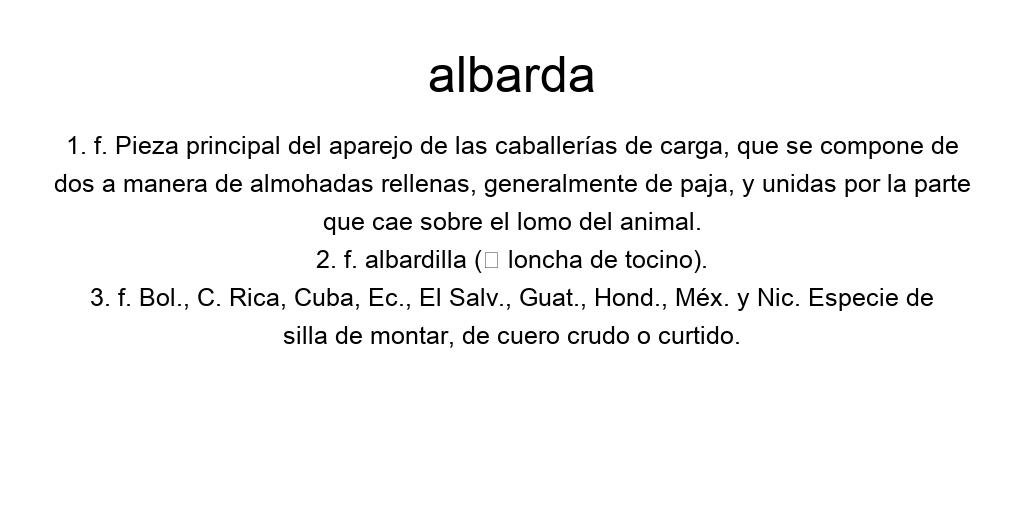 albarda
1. f. Pieza principal del aparejo de las caballerías de carga, que se compone de
dos a manera de almohadas rellenas, generalmente de paja, y unidas por la parte
que cae sobre el lomo del animal.
2. f. albardilla (□ loncha de tocino).
3. f. Bol., C. Rica, Cuba, Ec., El Salv., Guat., Hond., Méx. y Nic. Especie de
silla de montar, de cuero crudo o curtido.